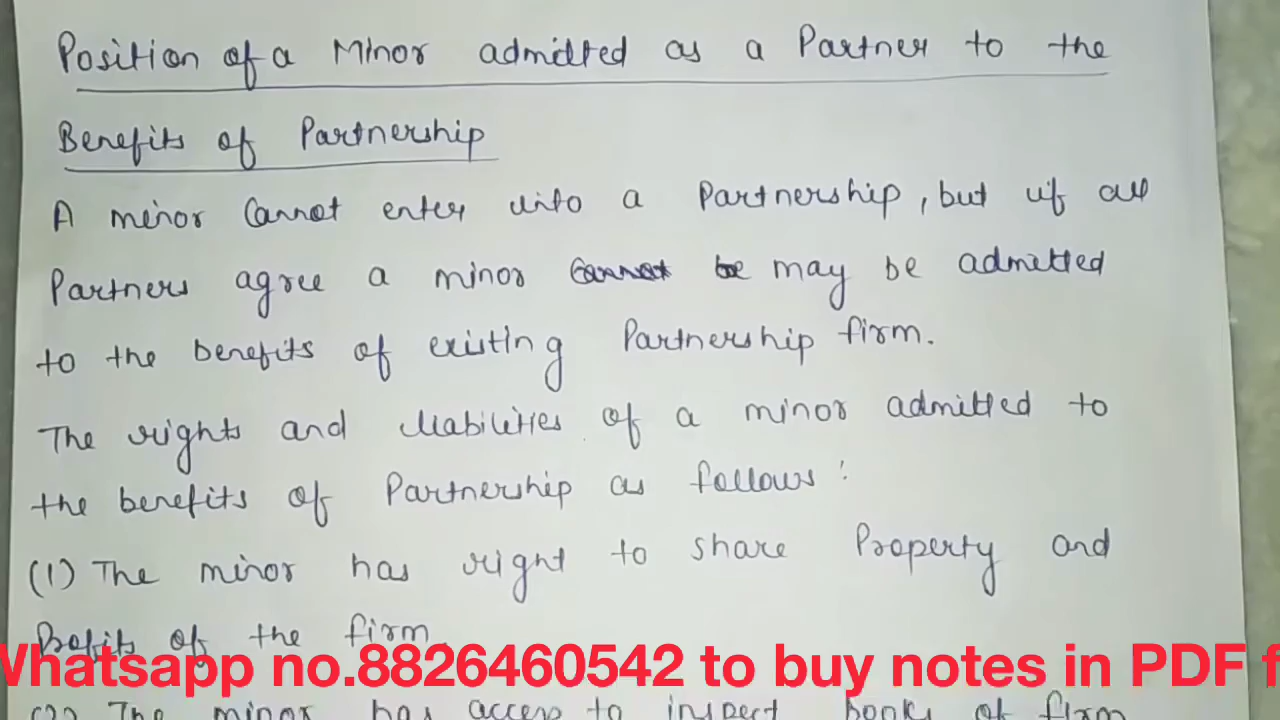 Position of a Minor admitted as a Partner to the
Benefits of Partnership
A minor Cannot enter into a Partnership, but if all
Partners agree a minor cannot be may be admitted
to the benefits of existing Partnership firm.
The rights and liabilities of a minor admitted to
the benefits of Partnership as follows:
(1) The minor has right to share Property and
Profits of the firm
Whatsapp no.8826460542 to buy notes in PDF f
(2) The minor has access to inspect books of firm